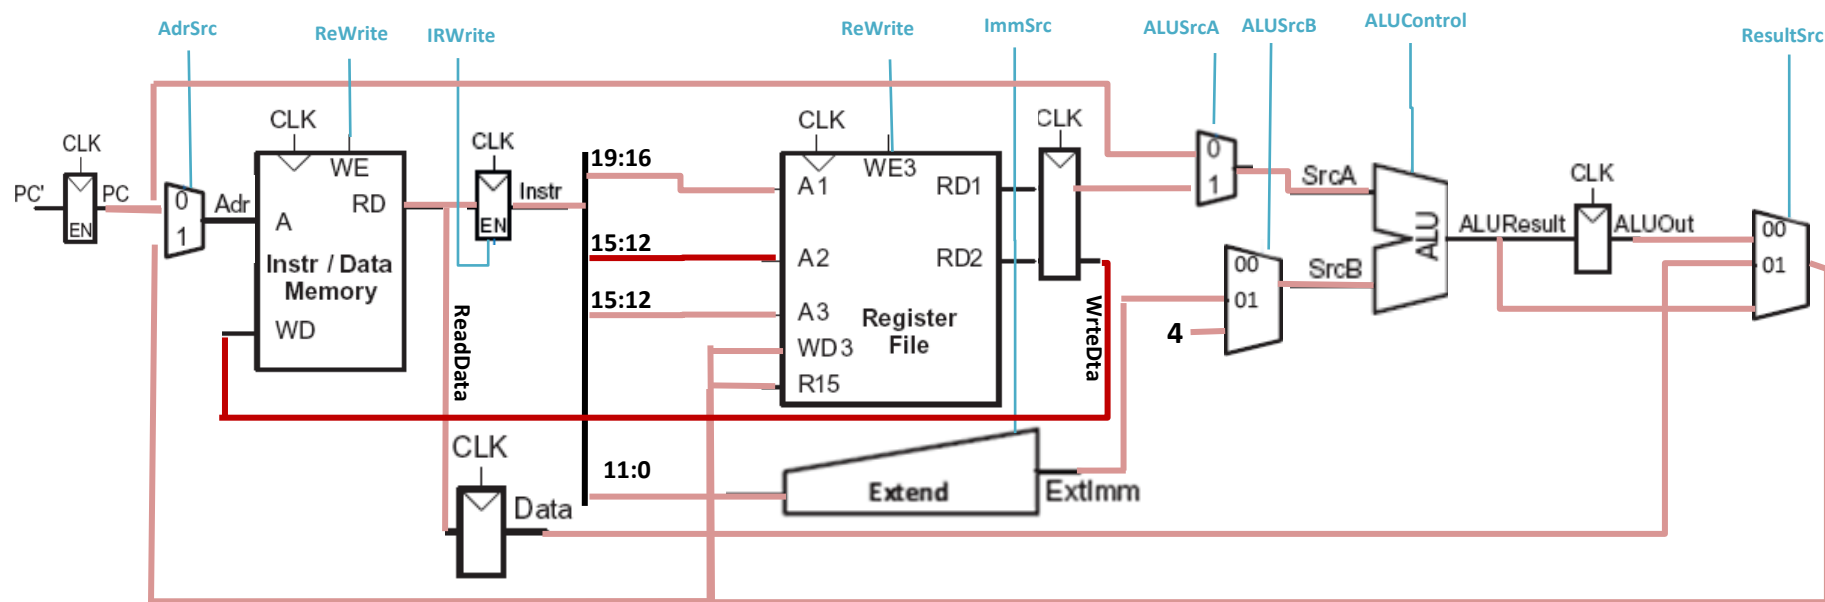 AdrSrc
ReWrite
IRWrite
ReWrite
ImmSrc
ALUSrcA
ALUSrcB
ALUControl
ResultSrc
CLK
PC'
EN
PC
0
1
Adr
CLK
WE
A
RD
Instr / Data
Memory
WD
CLK
EN
Instr
ReadData
CLK
Data
19:16
15:12
15:12
11:0
CLK
WE3
A1
RD1
A2
RD2
A3
Register
File
WD3
R15
CLK
WrteDta
Extend
ExtImm
0
1
SrcA
00
01
4
SrcB
ALU
ALUResult
CLK
ALUOut
00
01